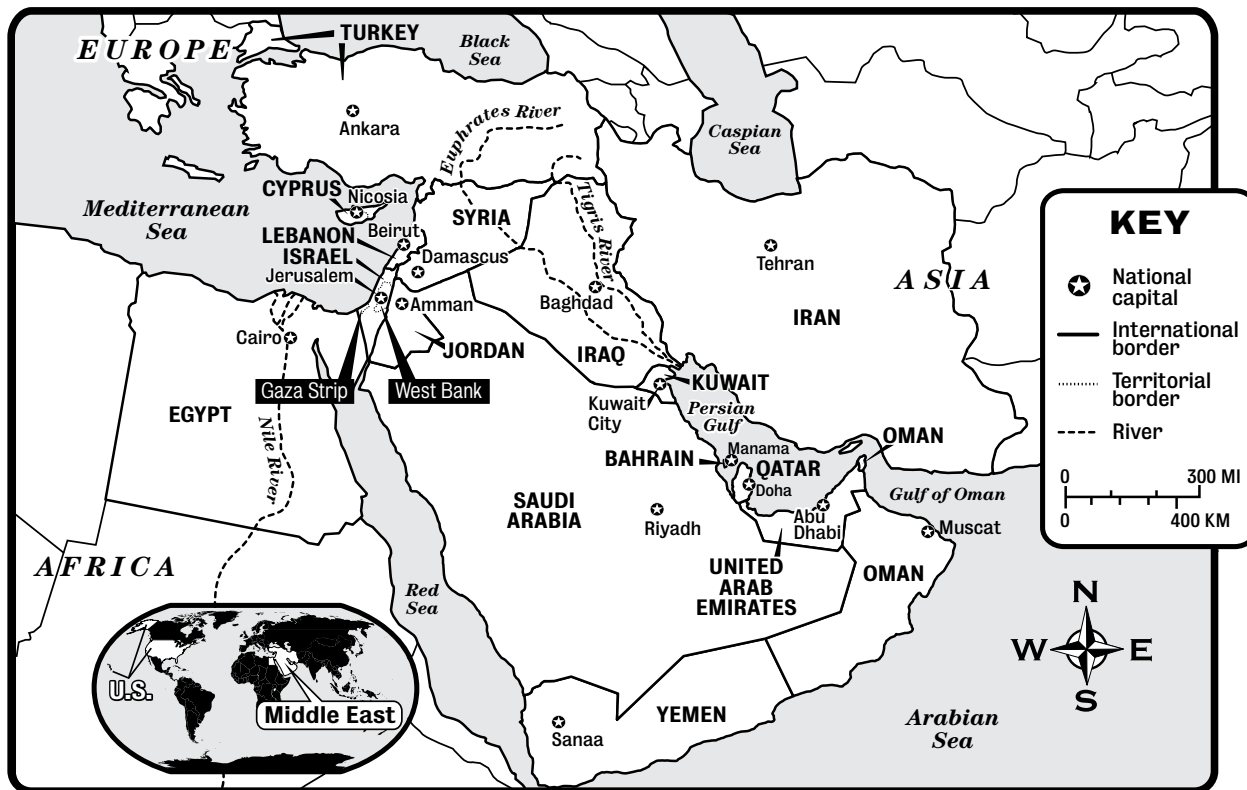 EUROPE
TURKEY
Black
Sea
Ankara
Euphrates River
Caspian
Sea
CYPRUS
Nicosia
Mediterranean
Sea
SYRIA
Tigris River
Beirut
LEBANON
ISRAEL
Damascus
Jerusalem
Tehran
ASIA
Baghdad
Amman
IRAN
Cairo
JORDAN
IRAQ
Gaza Strip
West Bank
KUWAIT
Kuwait
City
Persian
Gulf
EGYPT
Nile River
OMAN
Manama
BAHRAIN
QATAR
Doha
Gulf of Oman
SAUDI
ARABIA
Riyadh
Abu
Dhabi
Muscat
AFRICA
UNITED
ARAB
EMIRATES
OMAN
Red
Sea
U.S.
Middle East
YEMEN
Sanaa
Arabian
Sea
KEY
National
capital
International
border
Territorial
border
River
0 300 MI
0 400 KM
N
W E
S